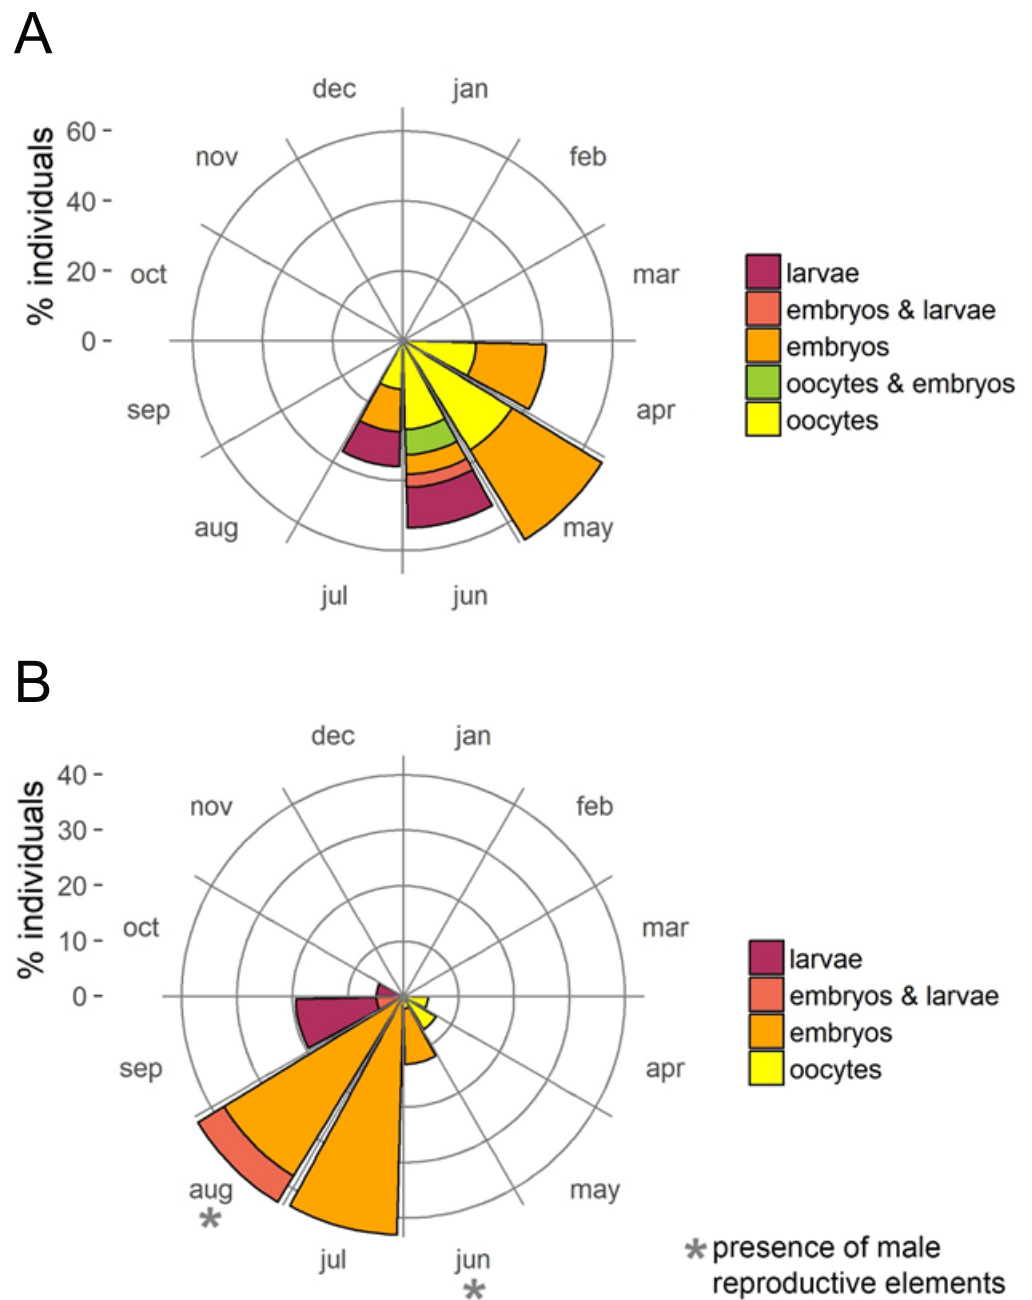 A
dec jan
60 -
nov feb
40 -
% individuals
20 -
oct mar
0 -
sep apr
aug may
jul jun
larvae
embryos & larvae
embryos
oocytes & embryos
oocytes
B
dec jan
40 -
nov feb
30 -
% individuals
20 -
oct mar
10 -
0 -
sep apr
aug may
*
jul jun
*
larvae
embryos & larvae
embryos
oocytes
* presence of male
reproductive elements